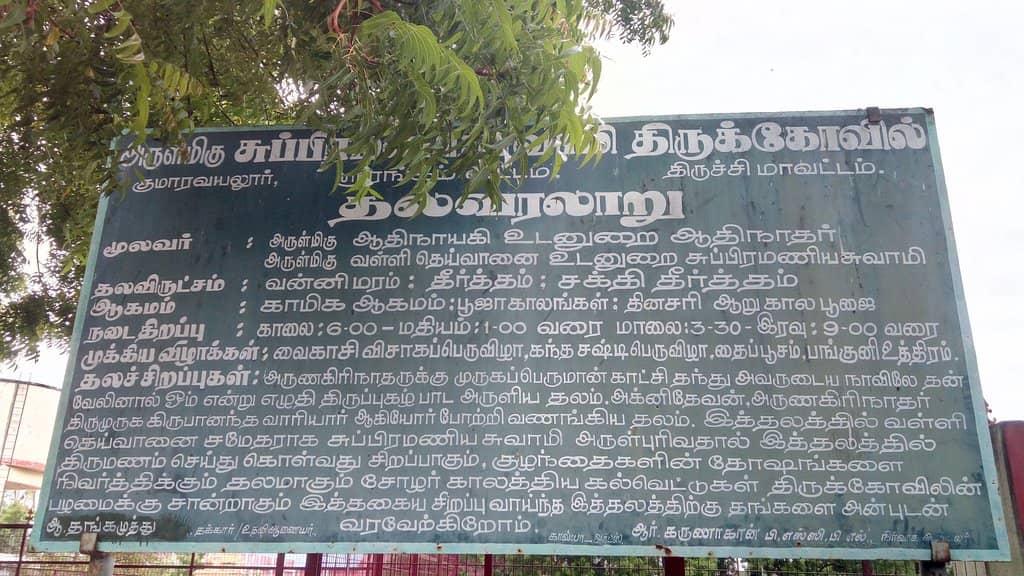 அருள்மிகு திருக்கோவில்
குமாரவயலூர், திருச்சி மாவட்டம்.
தலவரலாறு
மூலவர் : அருள்மிகு ஆதிநாயகி உடனுறை ஆதிநாதர்
அருள்மிகு வள்ளி தெய்வானை உடனுறை சுப்பிரமணியசுவாமி
தலவிருட்சம் : வன்னிமரம் : தீர்த்தம் : சக்தி தீர்த்தம்
ஆகமம் : காமிக ஆகமம் : பூஜாகாலங்கள் : தினசரி ஆறு கால பூஜை
நடைதிறப்பு : காலை : 6-00 – மதியம் : 1-00 வரை மாலை : 3-30 - இரவு : 9-00 வரை
முக்கிய விழாக்கள் : வைகாசி விசாகப்பெருவிழா, கந்த சஷ்டி பெருவிழா, தைப்பூசம், பங்குனி உத்திரம்.
தலச்சிறப்புகள் : அருணகிரிநாதருக்கு முருகப்பெருமான் காட்சி தந்து அவருடைய நாவிலே தன்
வேலினால் ஓம் என்று எழுதி திருப்புகழ் பாட அருளிய தலம். அக்னிதேவன், அருணகிரிநாதர்
திருமுருக கிருபானந்த வாரியார் ஆகியோர் போற்றி வணங்கிய தலம். இத்தலத்தில் வள்ளி
தெய்வானை சமேதராக சுப்பிரமணிய சுவாமி அருள்புரிவதால் இத்தலத்தில்
திருமணம் செய்து கொள்வது சிறப்பாகும், குழந்தைகளின் தோஷங்களை
நிவர்த்திக்கும் தலமாகும் சோழர் காலத்திய கல்வெட்டுகள் திருக்கோவிலின்
பழமைக்கு சான்றாகும் இத்தகைய சிறப்பு வாய்ந்த இத்தலத்திற்கு தங்களை அன்புடன்
வரவேற்கிறோம்
ஆ தங்கமுத்து தக்கார் / உதவிஆணையர். ஆர். கருணாகரன் பி.எஸ்ஸி.பி எல்.,